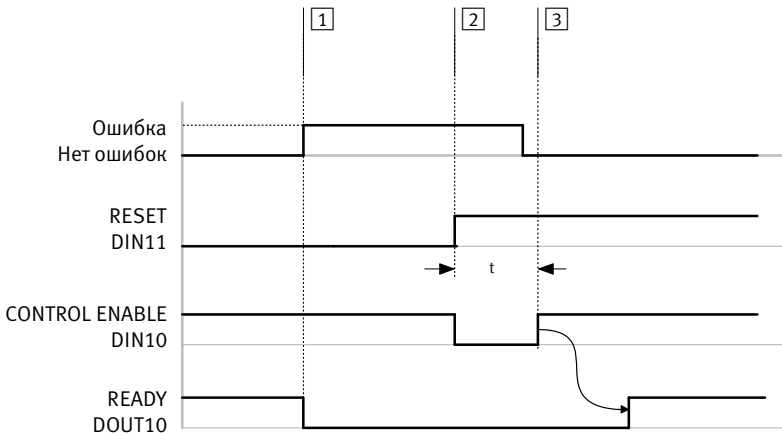 1 2 3
Ошибка
Нет ошибок
RESET
DIN11
t
CONTROL ENABLE
DIN10
READY
DOUT10